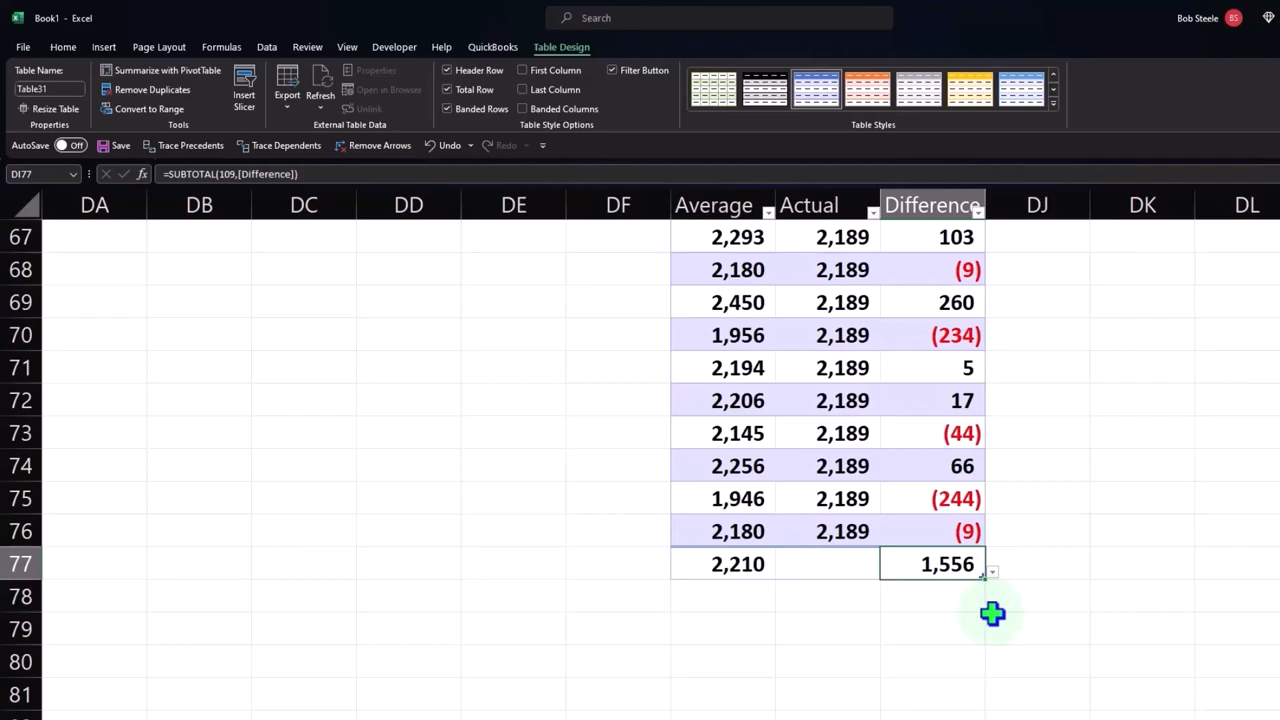 Book1 - Excel
Search
Bob Steele
BS
File Home Insert Page Layout Formulas Data Review View Developer Help QuickBooks Table Design
Table Name:
Table31
Resize Table
Properties
Summarize with PivotTable
Remove Duplicates
Convert to Range
Tools
Insert
Slicer
Export
Refresh
Properties
Open in Browser
Unlink
External Table Data
Header Row First Column Filter Button
Total Row Last Column
Banded Rows Banded Columns
Table Style Options
Table Styles
AutoSave Off Save Trace Precedents Trace Dependents Remove Arrows Undo Redo
DI77 fx =SUBTOTAL(109,[Difference])
DA DB DC DD DE DF Average Actual Difference DJ DK DL
67 2,293 2,189 103
68 2,180 2,189 (9)
69 2,450 2,189 260
70 1,956 2,189 (234)
71 2,194 2,189 5
72 2,206 2,189 17
73 2,145 2,189 (44)
74 2,256 2,189 66
75 1,946 2,189 (244)
76 2,180 2,189 (9)
77 2,210 1,556
78
79
80
81